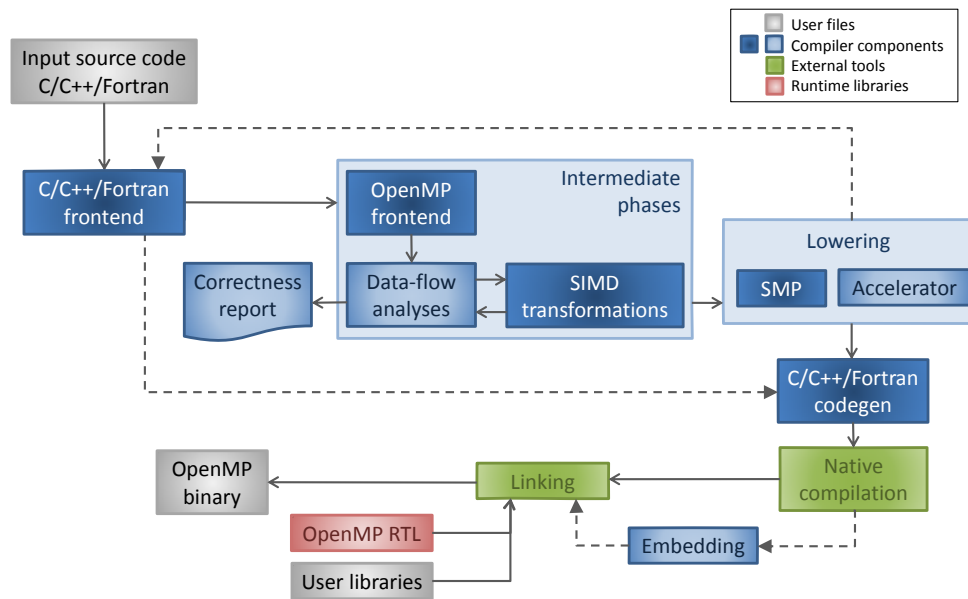 Input source code
C/C++/Fortran
User files
Compiler components
External tools
Runtime libraries
C/C++/Fortran
frontend
OpenMP
frontend
Intermediate
phases
Correctness
report
Data-flow
analyses
SIMD
transformations
Lowering
SMP
Accelerator
C/C++/Fortran
codegen
OpenMP
binary
Linking
Native
compilation
OpenMP RTL
Embedding
User libraries